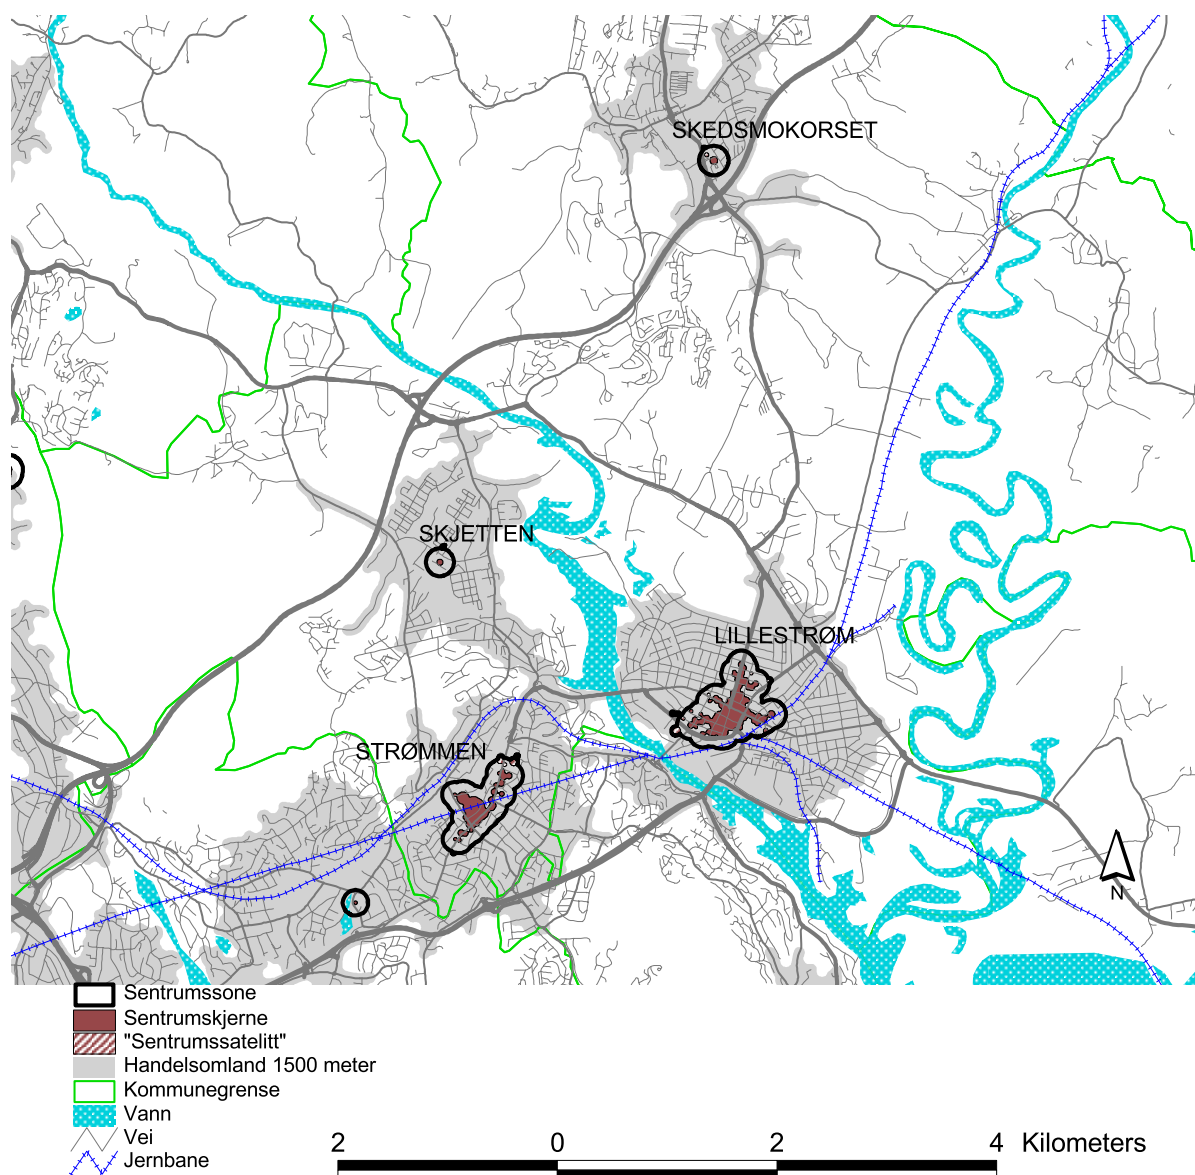 SKEDSMOKORSET
SKJETTEN
LILLESTRØM
STRØMMEN
N
Sentrumssone
Sentrumskjerne
"Sentrumssatelitt"
Handelsomland 1500 meter
Kommunegrense
Vann
Vei
Jernbane
2 0 2 4 Kilometers